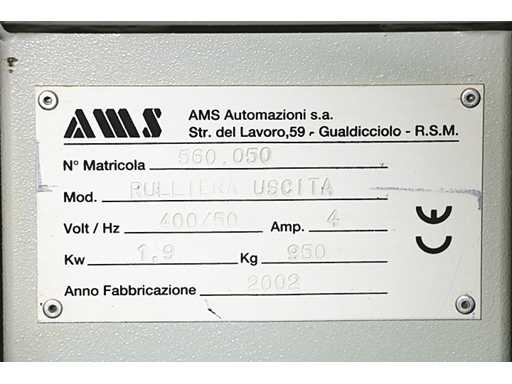 AMS AMS Automazioni s.a.
Str. del Lavoro,59 - Gualdicciolo - R.S.M.
N° Matricola 560.050
Mod. RULLIERA USCITA
Volt / Hz 400/50 Amp. 4
Kw 1.9 Kg 950
Anno Fabbricazione 2002
CE